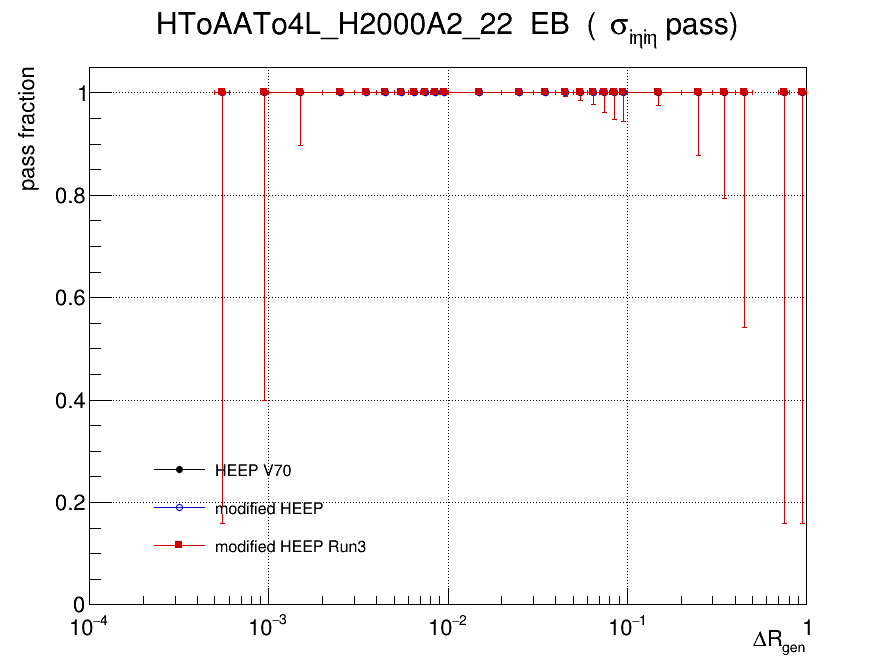 HToAATo4L_H2000A2_22 EB ( σiηiη pass)
pass fraction
1
0.8
0.6
0.4
0.2
0
HEEP V70
modified HEEP
modified HEEP Run3
10−4 10−3 10−2 10−1 1
ΔRgen